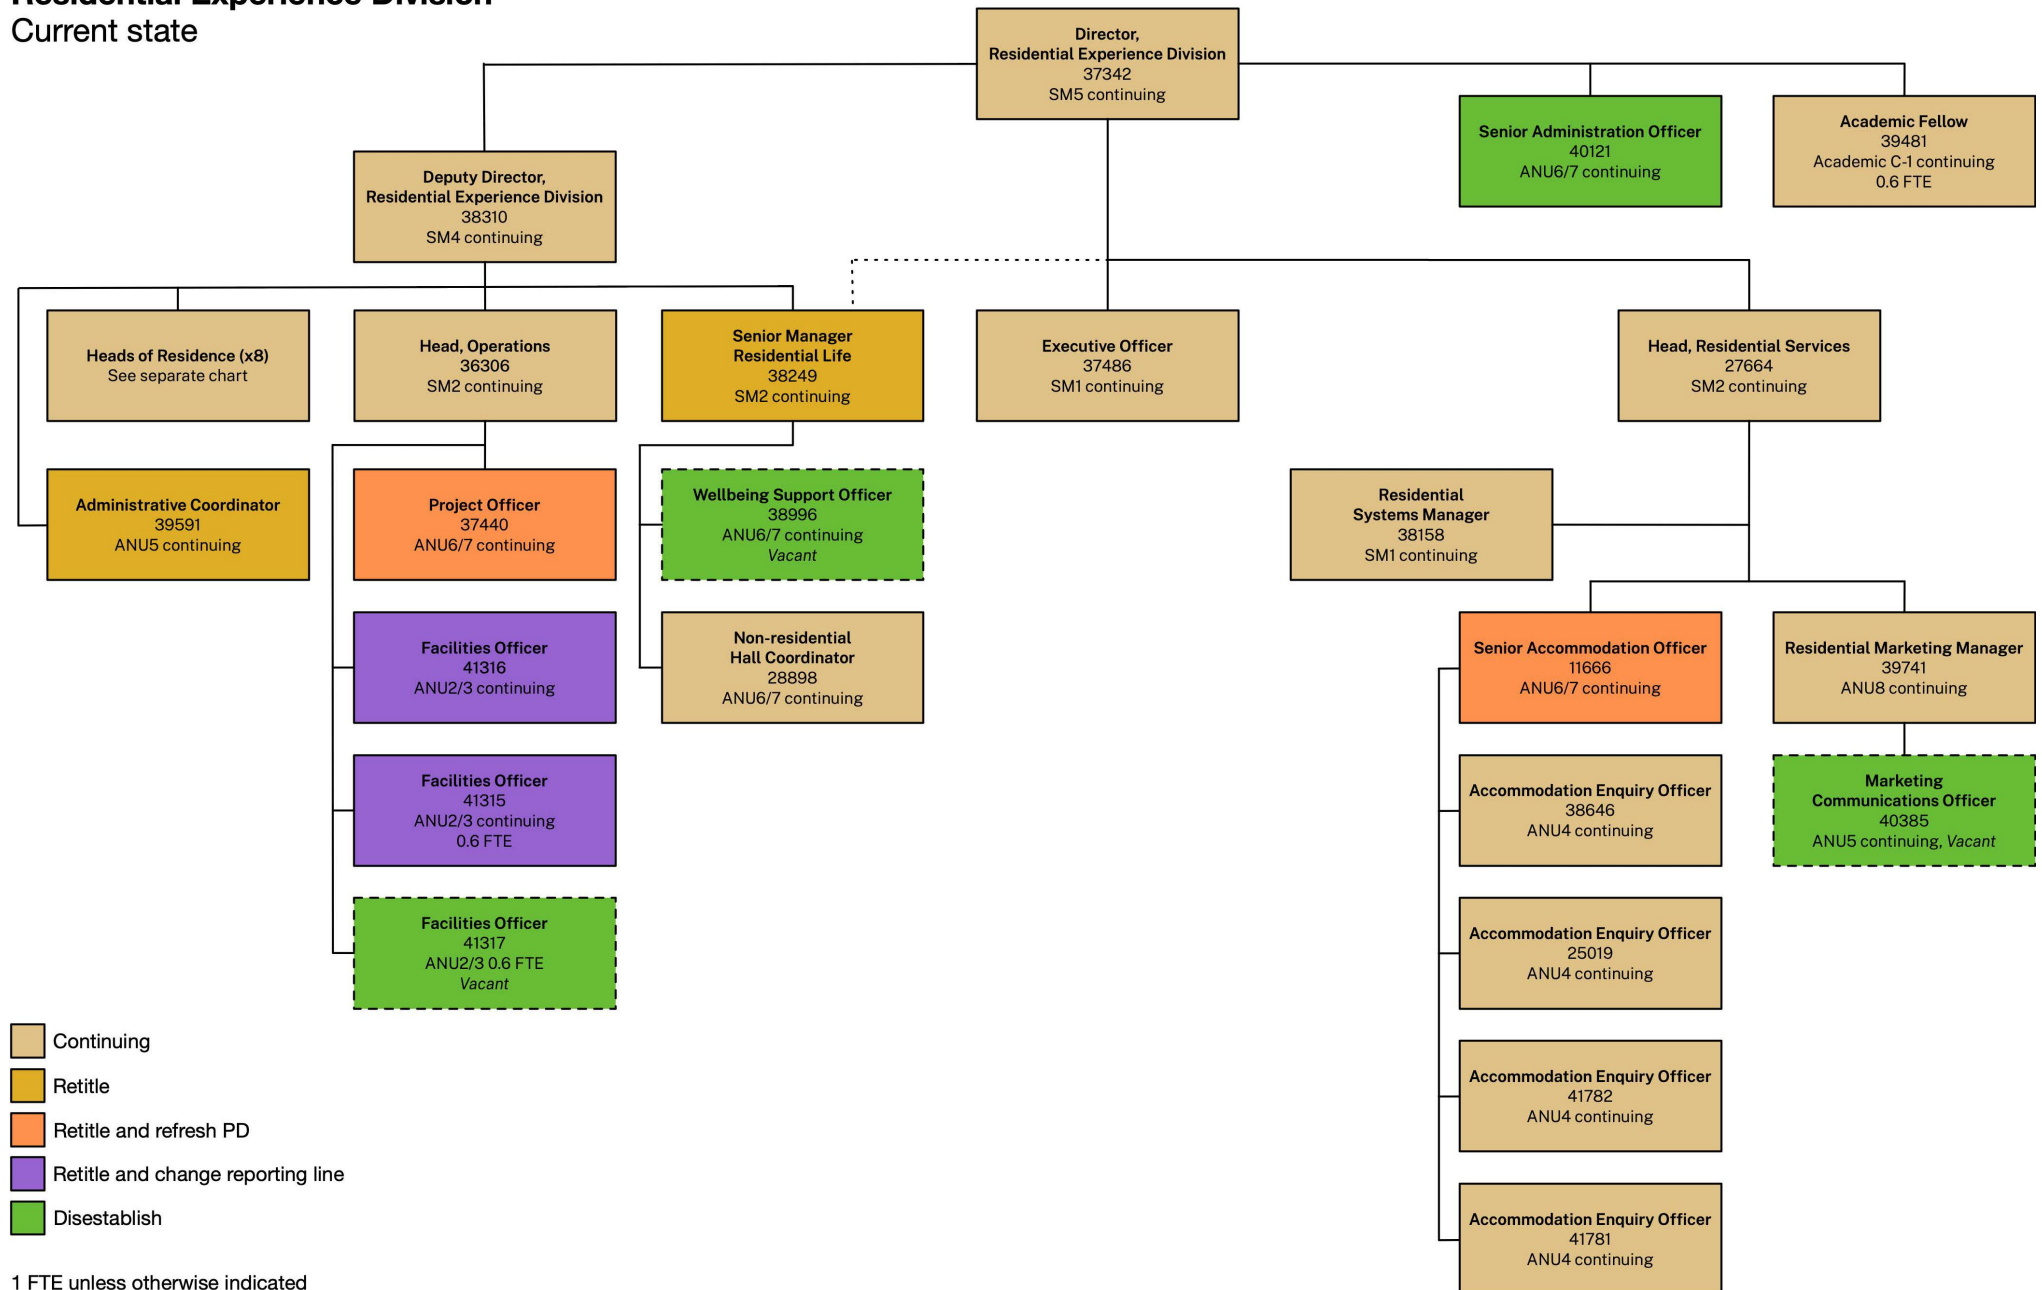 Residential Experience Division
Current state
Director,
Residential Experience Division
37342
SM5 continuing
Senior Administration Officer
40121
ANU6/7 continuing
Academic Fellow
39481
Academic C-1 continuing
0.6 FTE
Deputy Director,
Residential Experience Division
38310
SM4 continuing
Heads of Residence (x8)
See separate chart
Head, Operations
36306
SM2 continuing
Senior Manager
Residential Life
38249
SM2 continuing
Executive Officer
37486
SM1 continuing
Head, Residential Services
27664
SM2 continuing
Administrative Coordinator
39591
ANU5 continuing
Project Officer
37440
ANU6/7 continuing
Wellbeing Support Officer
38996
ANU6/7 continuing
Vacant
Residential
Systems Manager
38158
SM1 continuing
Facilities Officer
41316
ANU2/3 continuing
Non-residential
Hall Coordinator
28898
ANU6/7 continuing
Senior Accommodation Officer
11666
ANU6/7 continuing
Residential Marketing Manager
39741
ANU8 continuing
Facilities Officer
41315
ANU2/3 continuing
0.6 FTE
Accommodation Enquiry Officer
38646
ANU4 continuing
Marketing
Communications Officer
40385
ANU5 continuing, Vacant
Facilities Officer
41317
ANU2/3 0.6 FTE
Vacant
Accommodation Enquiry Officer
25019
ANU4 continuing
Accommodation Enquiry Officer
41782
ANU4 continuing
Accommodation Enquiry Officer
41781
ANU4 continuing
Continuing
Retitle
Retitle and refresh PD
Retitle and change reporting line
Disestablish
1 FTE unless otherwise indicated